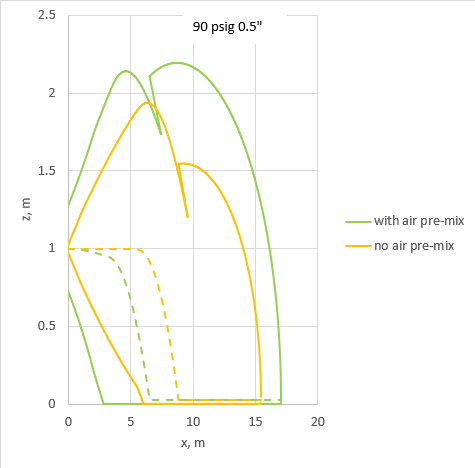 90 psig 0.5"
2.5
2
1.5
1
0.5
0
z, m
0 5 10 15 20
x, m
with air pre-mix
no air pre-mix